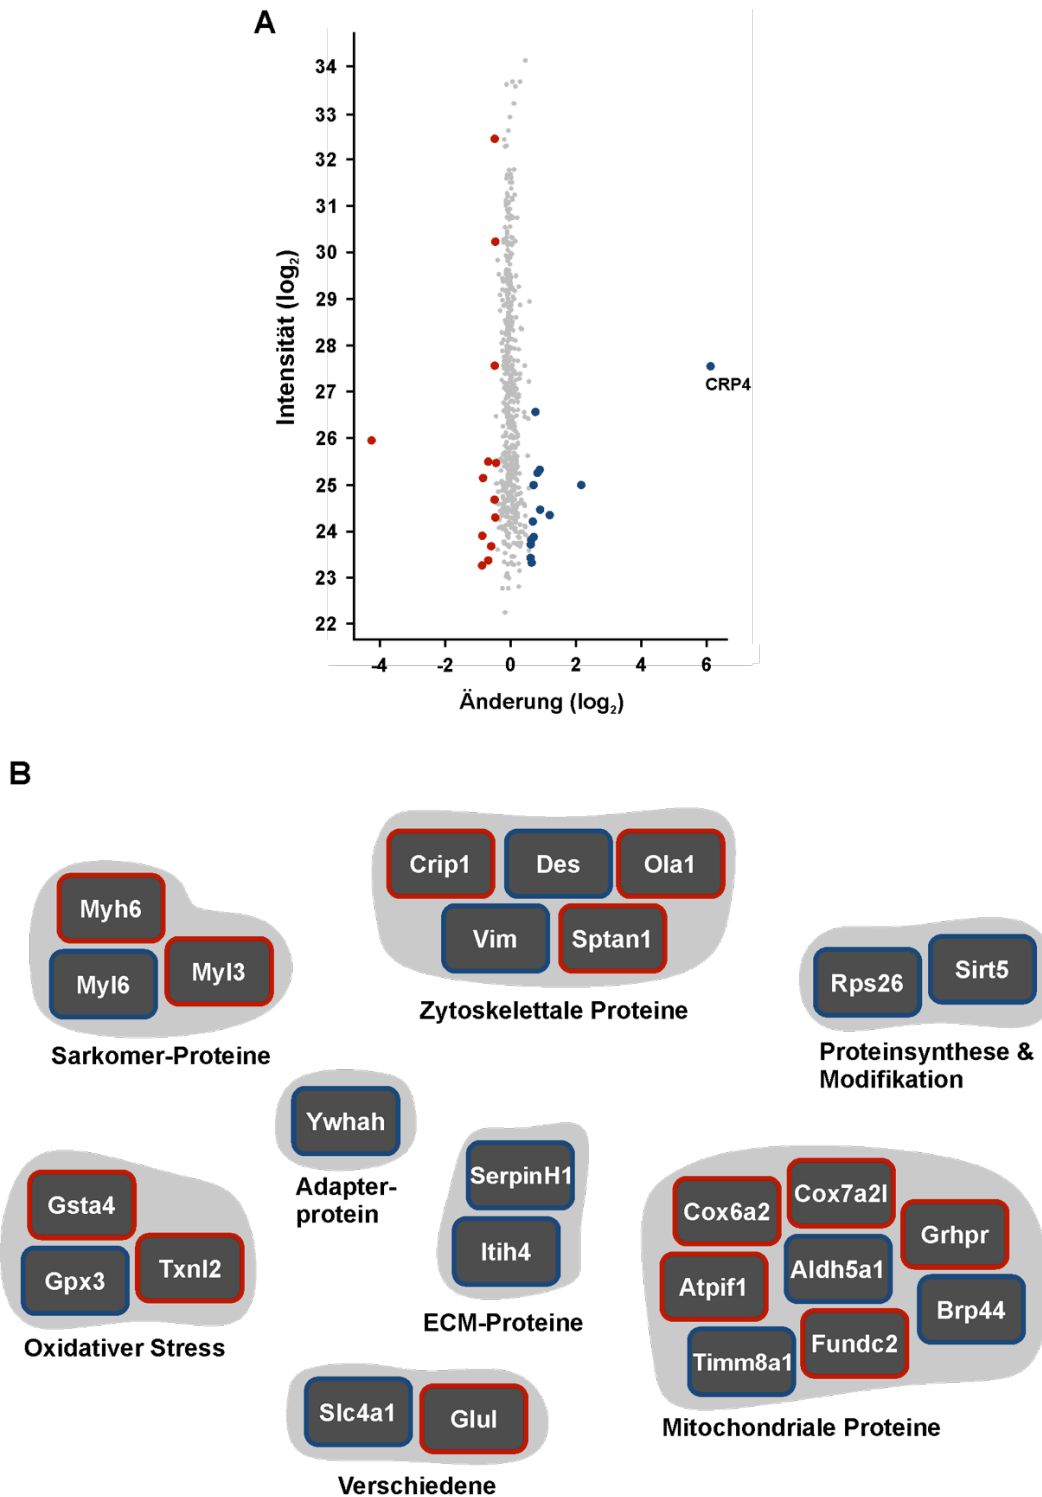 A
34
33
32
31
30
29
28
27
26
25
24
23
22
Intensität (log2)
CRP4
-4 -2 0 2 4 6
Änderung (log2)
B
Crip1 Des Ola1
Vim Sptan1
Zytoskelettale Proteine
Myh6
Myl3
Myl6
Sarkomer-Proteine
Rps26 Sirt5
Proteinsynthese &
Modifikation
Ywhah
Adapter-
protein
SerpinH1
Itih4
ECM-Proteine
Gsta4
Txnl2
Gpx3
Oxidativer Stress
Cox6a2 Cox7a2l
Grhpr
Atpif1 Aldh5a1
Brp44
Timm8a1 Fundc2
Mitochondriale Proteine
Slc4a1 Glul
Verschiedene